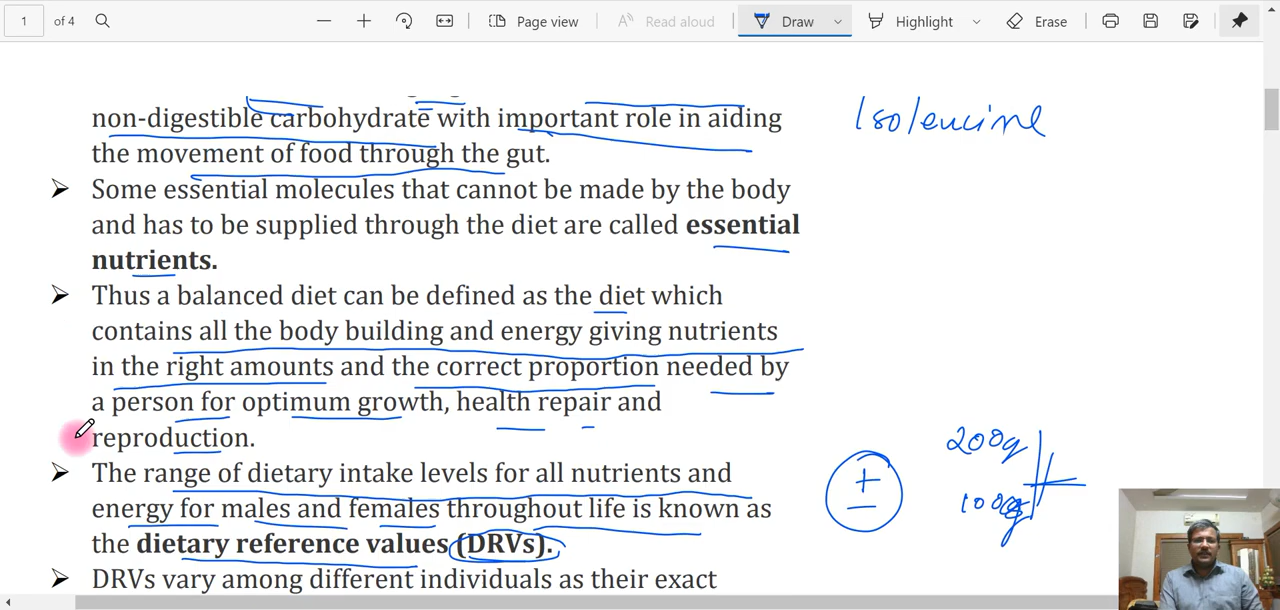 1 of 4 Page view Read aloud Draw Highlight Erase
non-digestible carbohydrate with important role in aiding
the movement of food through the gut.
Isoleucine
➢ Some essential molecules that cannot be made by the body
and has to be supplied through the diet are called essential
nutrients.
➢ Thus a balanced diet can be defined as the diet which
contains all the body building and energy giving nutrients
in the right amounts and the correct proportion needed by
a person for optimum growth, health repair and
reproduction.
➢ The range of dietary intake levels for all nutrients and
energy for males and females throughout life is known as
the dietary reference values (DRVs).
200g
±
100g
➢ DRVs vary among different individuals as their exact